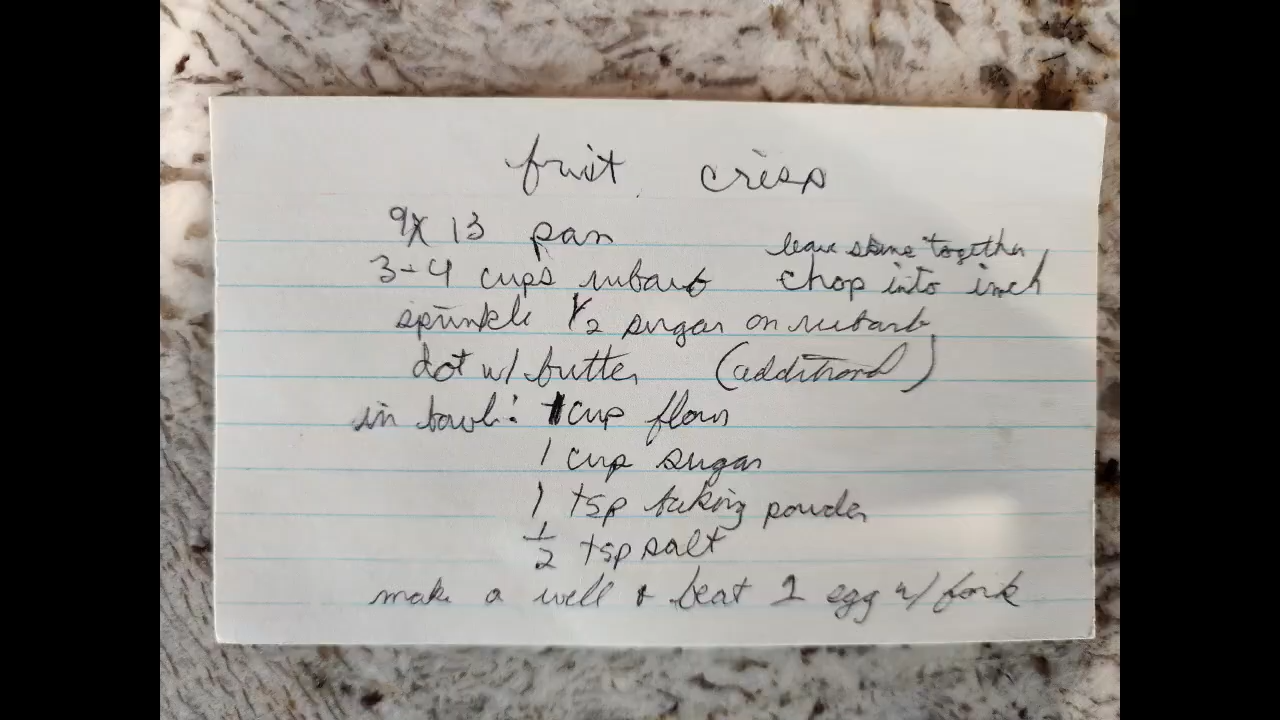 fruit crisp
9x13 pan
leave stems together
3-4 cups rubarb chop into inch
sprinkle 1/2 sugar on rubarb
dot w/ butter (additional)
in bowl: 1 cup flour
1 cup sugar
1 tsp baking powder
1/2 tsp salt
make a well & beat 1 egg w/ fork